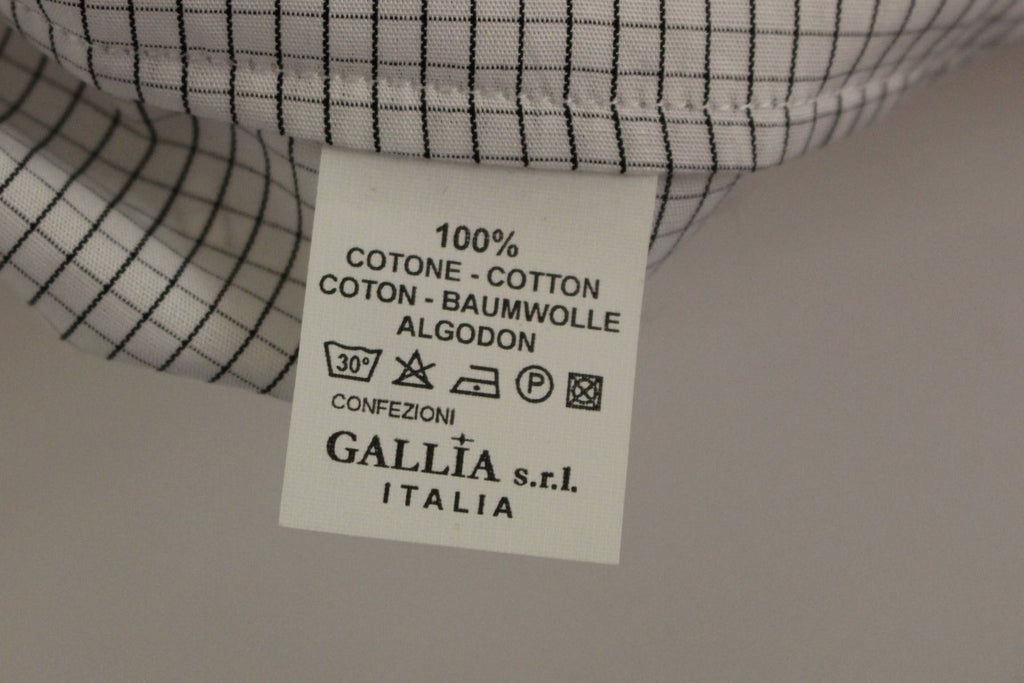 100%
COTONE - COTTON
COTON - BAUMWOLLE
ALGODON
30° P
CONFEZIONI
GALLIA s.r.l.
ITALIA